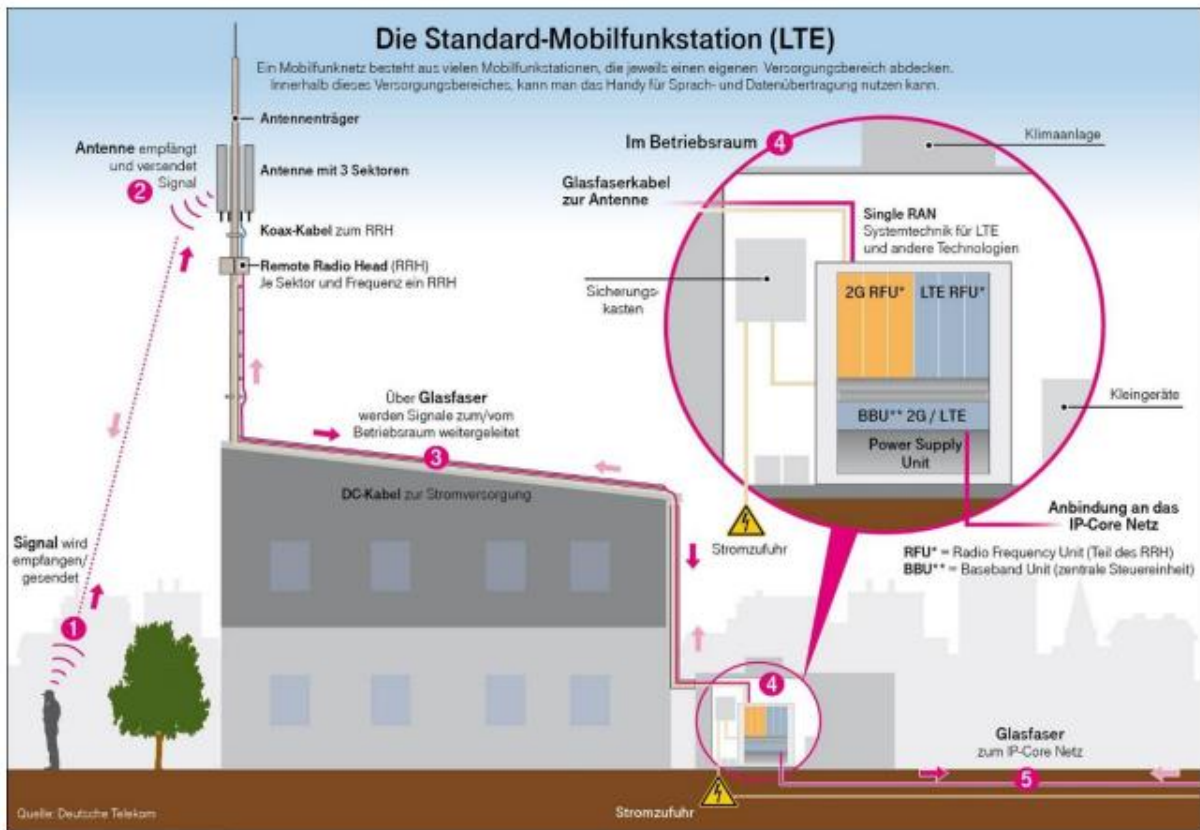 Die Standard-Mobilfunkstation (LTE)
Ein Mobilfunknetz besteht aus vielen Mobilfunkstationen, die jeweils einen eigenen Versorgungsbereich abdecken.
Innerhalb dieses Versorgungsbereiches, kann man das Handy für Sprach- und Datenübertragung nutzen kann.
Antennenträger
Antenne empfängt
und versendet
Signal
2
Antenne mit 3 Sektoren
Koax-Kabel zum RRH
Remote Radio Head (RRH)
Je Sektor und Frequenz ein RRH
Im Betriebsraum 4
Klimaanlage
Glasfaserkabel
zur Antenne
Single RAN
Systemtechnik für LTE
und andere Technologien
Sicherungs-
kasten
2G RFU* LTE RFU*
BBU** 2G / LTE
Power Supply
Unit
Kleingeräte
Stromzufuhr
Anbindung an das
IP-Core Netz
RFU* = Radio Frequency Unit (Teil des RRH)
BBU** = Baseband Unit (zentrale Steuereinheit)
Über Glasfaser
werden Signale zum/vom
Betriebsraum weitergeleitet
3
DC-Kabel zur Stromversorgung
Signal wird
empfangen/
gesendet
1
4
Glasfaser
zum IP-Core Netz
5
Stromzufuhr
Quelle: Deutsche Telekom